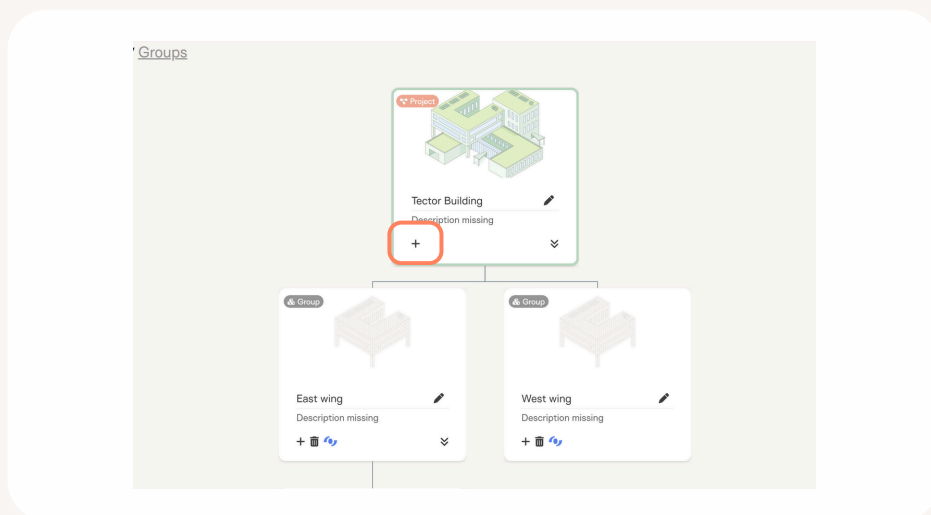 Groups
Project
Tector Building
Description missing
Group
Group
East wing
West wing
Description missing
Description missing